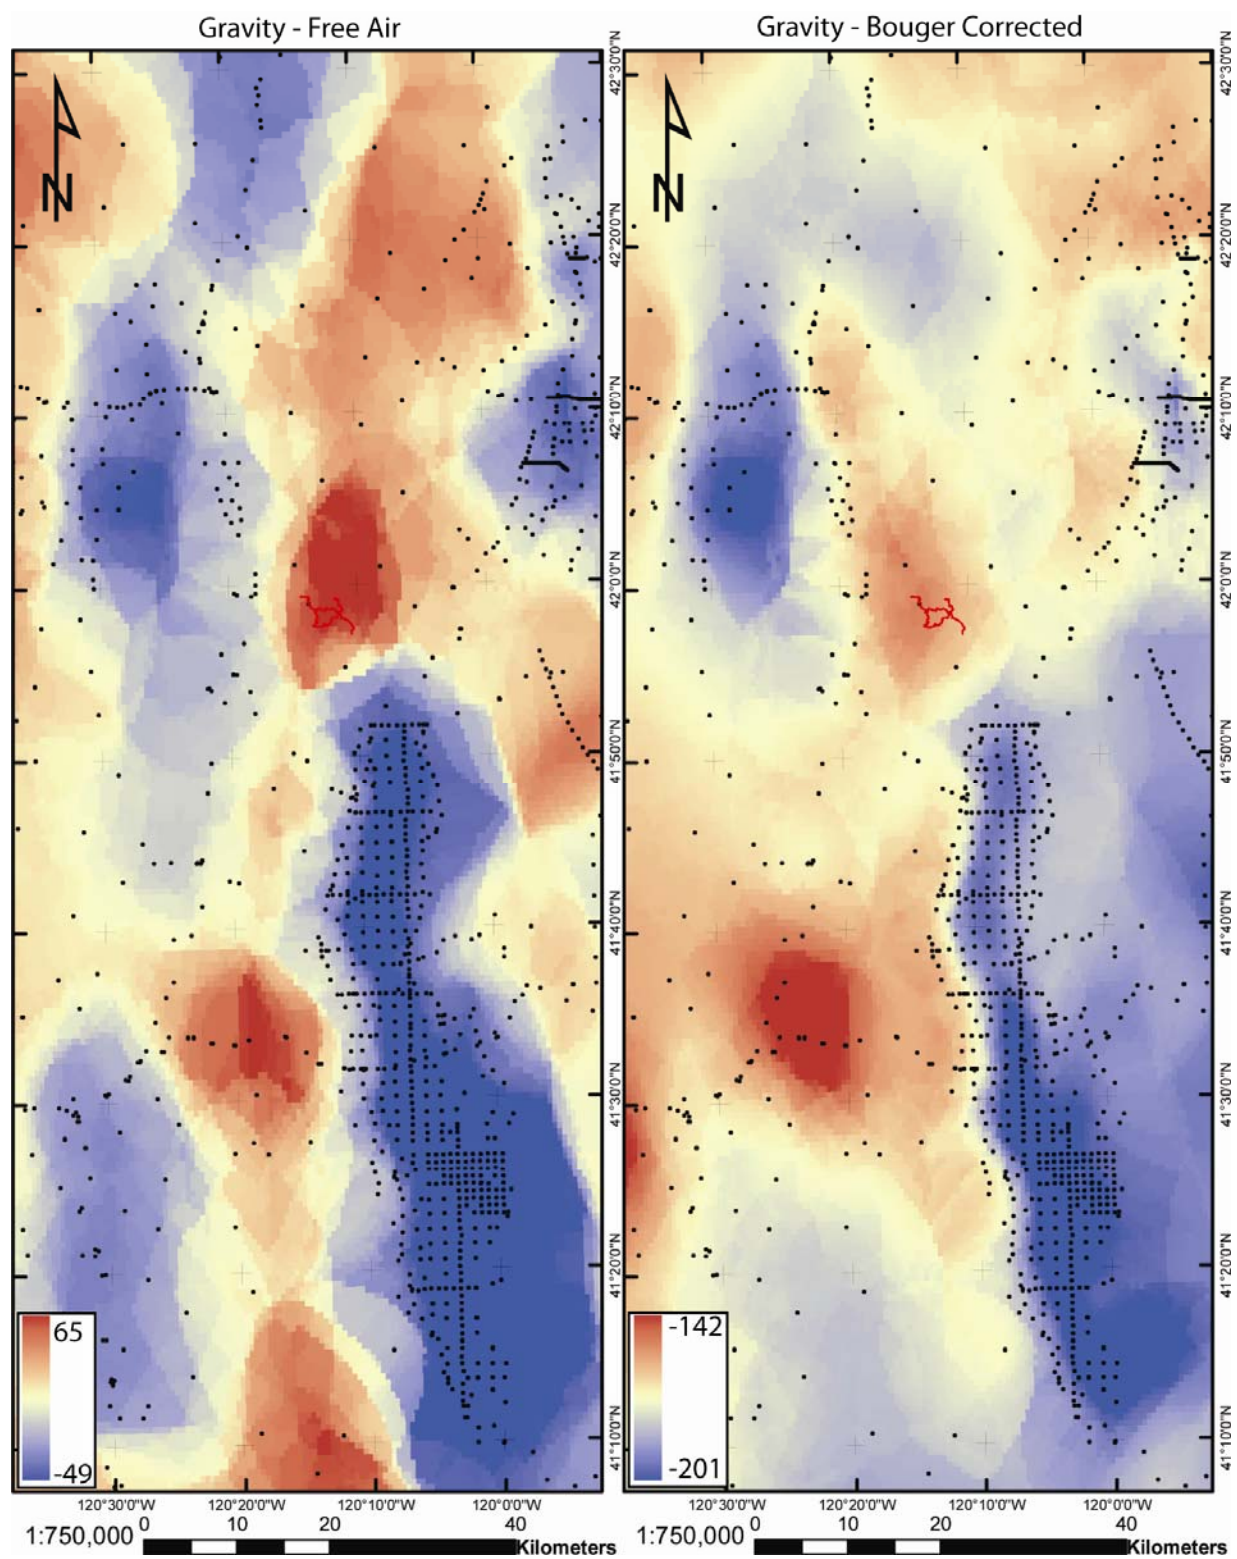 Gravity - Free Air
Gravity - Bouger Corrected
N
N
42°30'0"N
42°30'0"N
42°20'0"N
42°20'0"N
42°10'0"N
42°10'0"N
42°0'0"N
42°0'0"N
41°50'0"N
41°50'0"N
41°40'0"N
41°40'0"N
41°30'0"N
41°30'0"N
41°20'0"N
41°20'0"N
41°10'0"N
41°10'0"N
65
-49
-142
-201
120°30'0"W 120°20'0"W 120°10'0"W 120°0'0"W
120°30'0"W 120°20'0"W 120°10'0"W 120°0'0"W
1:750,000 0 10 20 40
Kilometers
1:750,000 0 10 20 40
Kilometers